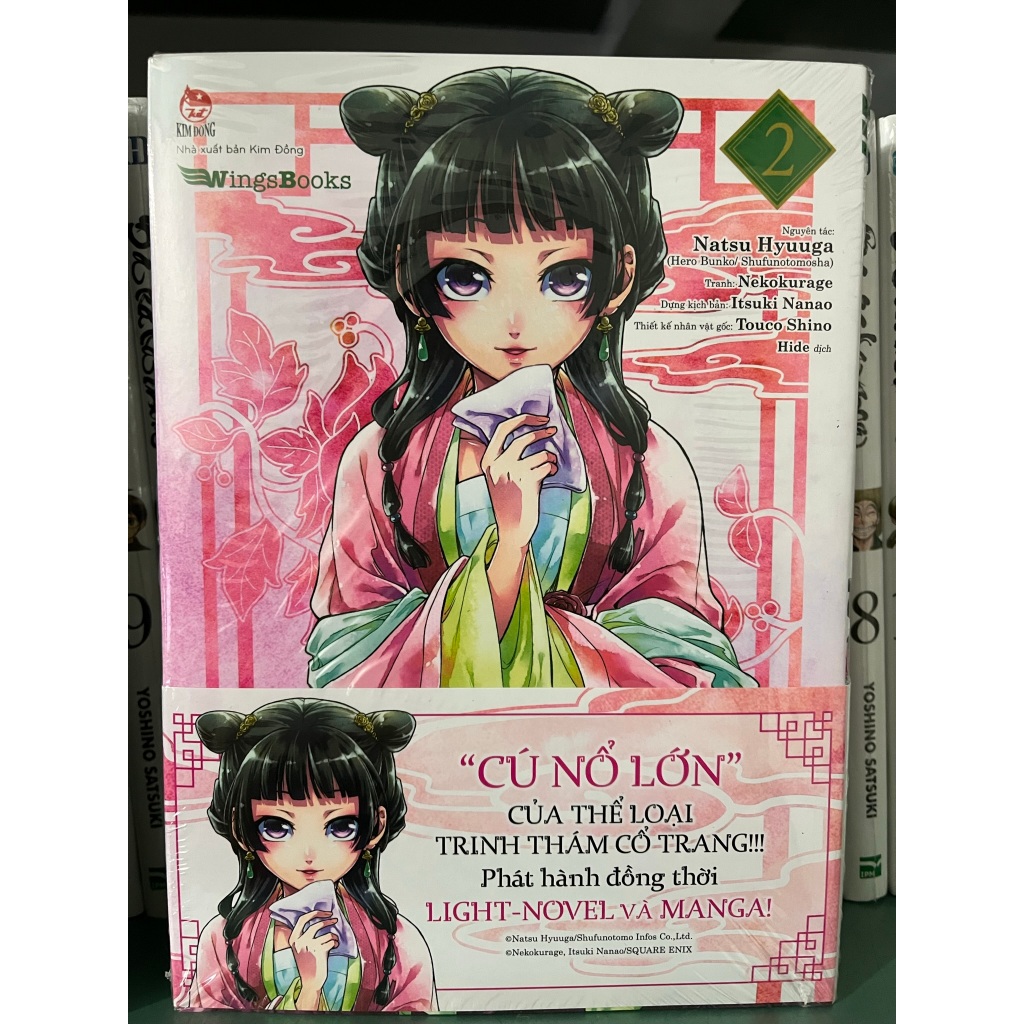 KIM ĐỒNG
Nhà xuất bản Kim Đồng
WingsBooks
2
Nguyên tác:
Natsu Hyuuga
(Hero Bunko/ Shufunotomosha)
Tranh: Nekokurage
Dựng kịch bản: Itsuki Nanao
Thiết kế nhân vật gốc: Touco Shino
Hide dịch
“CÚ NỔ LỚN”
CỦA THỂ LOẠI
TRINH THÁM CỔ TRANG!!!
Phát hành đồng thời
LIGHT-NOVEL VÀ MANGA!
©Natsu Hyuuga/Shufunotomo Infos Co.,Ltd.
©Nekokurage, Itsuki Nanao/SQUARE ENIX
9
YOSHINO SATSUKI
8
YOSHINO SATSUKI
IPM